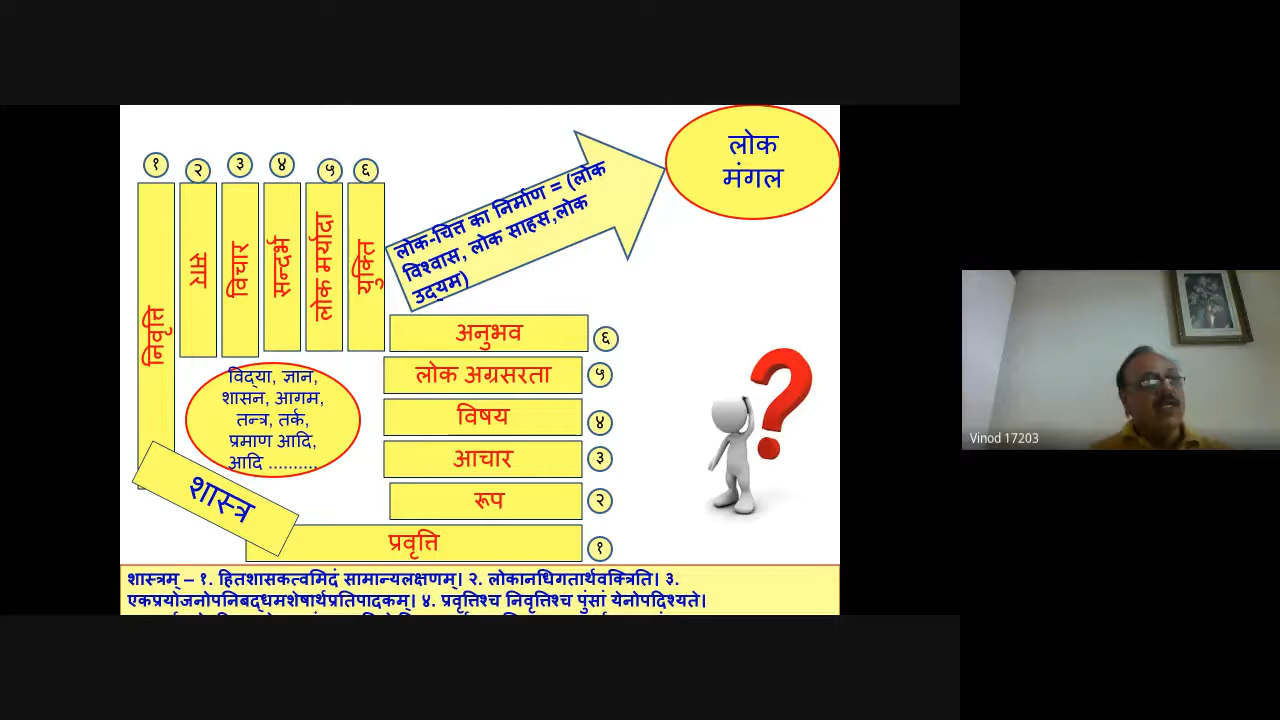 लोक
मंगल
१
२
३
४
५
६
निवृत्ति
सार
विचार
सन्दर्भ
लोक मर्यादा
युक्ति
लोक-चित्त का निर्माण = (लोक
विश्वास, लोक साहस,लोक
उद्यम)
अनुभव
६
लोक अग्रसरता
५
विषय
४
आचार
३
रूप
२
प्रवृत्ति
१
विद्या, ज्ञान,
शासन, आगम,
तन्त्र, तर्क,
प्रमाण आदि,
आदि ..........
शास्त्र
शास्त्रम् – १. हितशासकत्वमिदं सामान्यलक्षणम्। २. लोकानधिगतार्थवक्त्रिति। ३.
एकप्रयोजनोपनिबद्धमशेषार्थप्रतिपादकम्। ४. प्रवृत्तिश्च निवृत्तिश्च पुंसां येनोपदिश्यते।
Vinod 17203